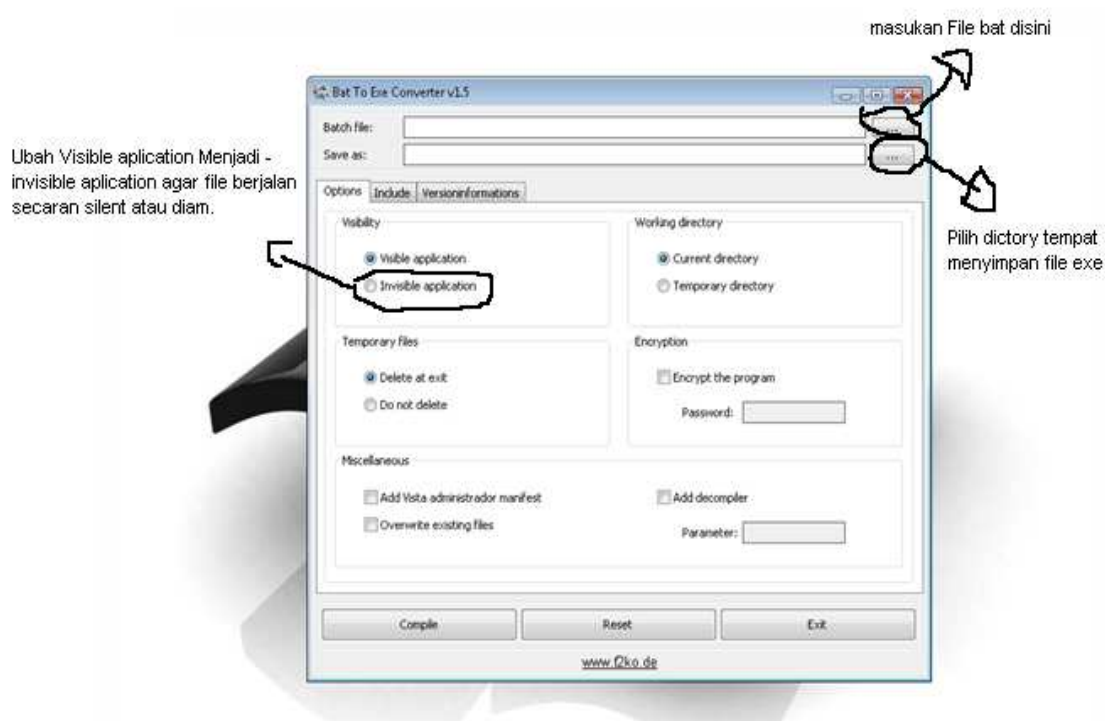 masukan File bat disini
Bat To Exe Converter v1.5
Batch file:
...
Save as:
...
Ubah Visible aplication Menjadi -
invisible aplication agar file berjalan
secaran silent atau diam.
Pilih dictory tempat
menyimpan file exe
Options Include Versioninformations
Visibility
Visible application
Invisible application
Working directory
Current directory
Temporary directory
Temporary files
Delete at exit
Do not delete
Encryption
Encrypt the program
Password:
Miscellaneous
Add Vista administrador manifest
Overwrite existing files
Add decompiler
Parameter:
Compile Reset Exit
www.f2ko.de